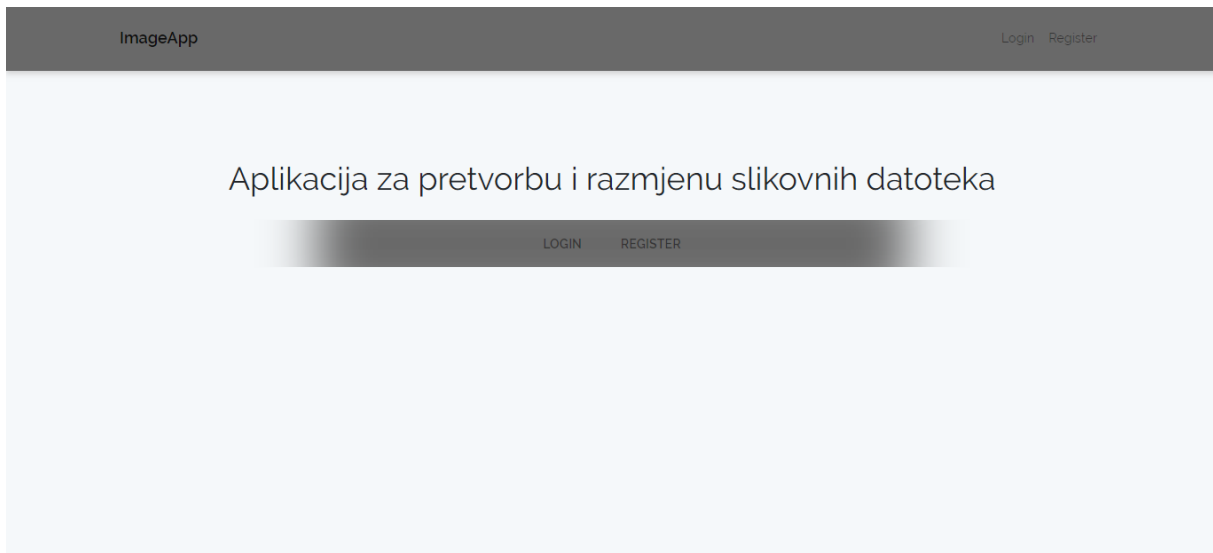 ImageApp Login Register
Aplikacija za pretvorbu i razmjenu slikovnih datoteka
LOGIN REGISTER